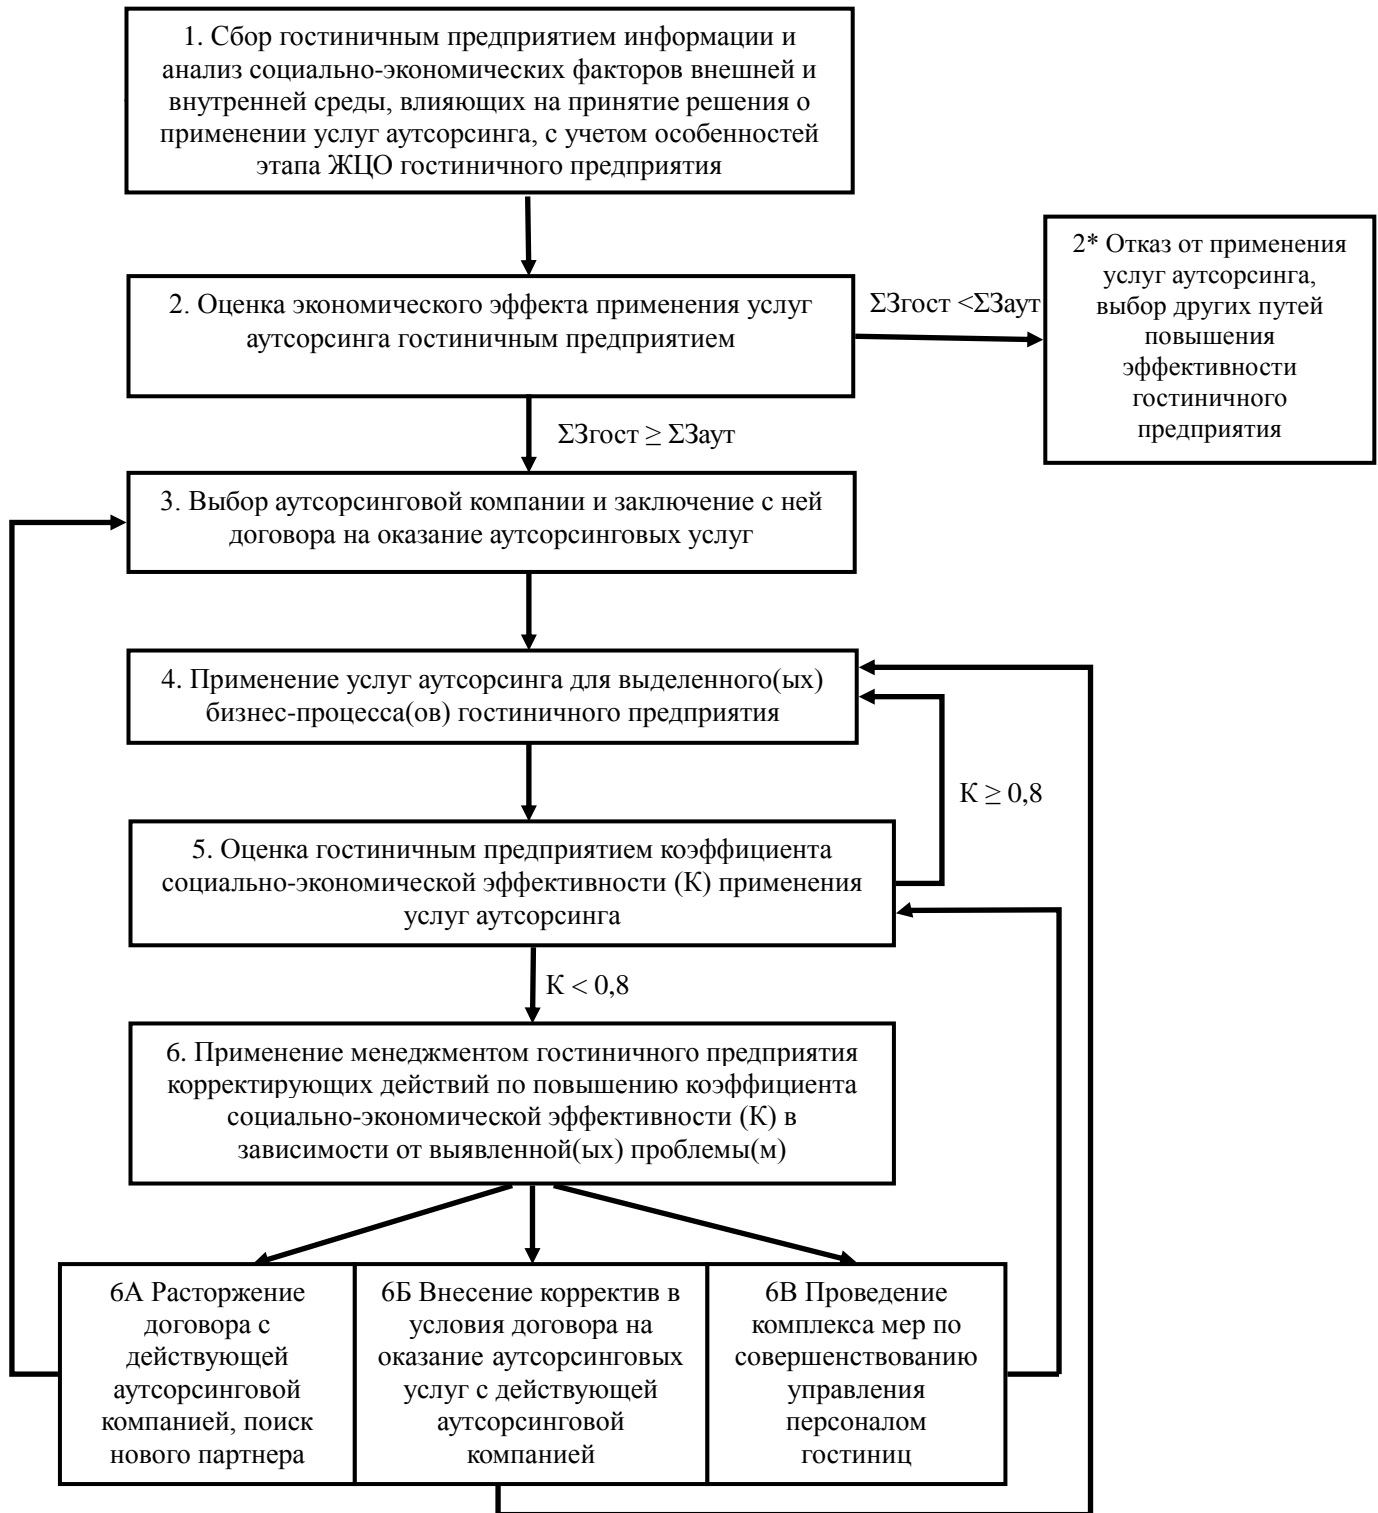 1. Сбор гостиничным предприятием информации и
анализ социально-экономических факторов внешней и
внутренней среды, влияющих на принятие решения о
применении услуг аутсорсинга, с учетом особенностей
этапа ЖЦО гостиничного предприятия
2* Отказ от применения
услуг аутсорсинга,
выбор других путей
повышения
эффективности
гостиничного
предприятия
2. Оценка экономического эффекта применения услуг
аутсорсинга гостиничным предприятием
ΣЗгост <ΣЗаут
ΣЗгост ≥ ΣЗаут
3. Выбор аутсорсинговой компании и заключение с ней
договора на оказание аутсорсинговых услуг
4. Применение услуг аутсорсинга для выделенного(ых)
бизнес-процесса(ов) гостиничного предприятия
К ≥ 0,8
5. Оценка гостиничным предприятием коэффициента
социально-экономической эффективности (К) применения
услуг аутсорсинга
К < 0,8
6. Применение менеджментом гостиничного предприятия
корректирующих действий по повышению коэффициента
социально-экономической эффективности (К) в
зависимости от выявленной(ых) проблемы(м)
6А Расторжение
договора с
действующей
аутсорсинговой
компанией, поиск
нового партнера
6Б Внесение корректив в
условия договора на
оказание аутсорсинговых
услуг с действующей
аутсорсинговой
компанией
6В Проведение
комплекса мер по
совершенствованию
управления
персоналом
гостиниц